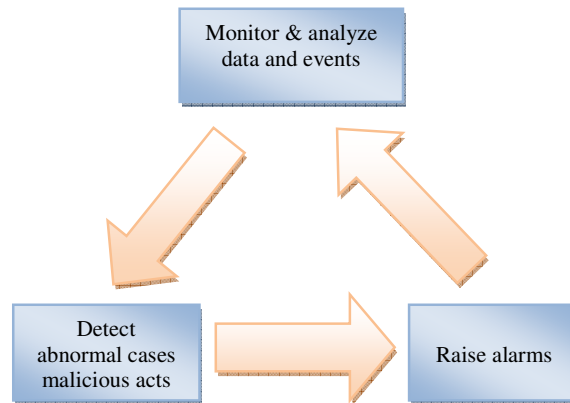 Monitor & analyze
data and events
Detect
abnormal cases
malicious acts
Raise alarms